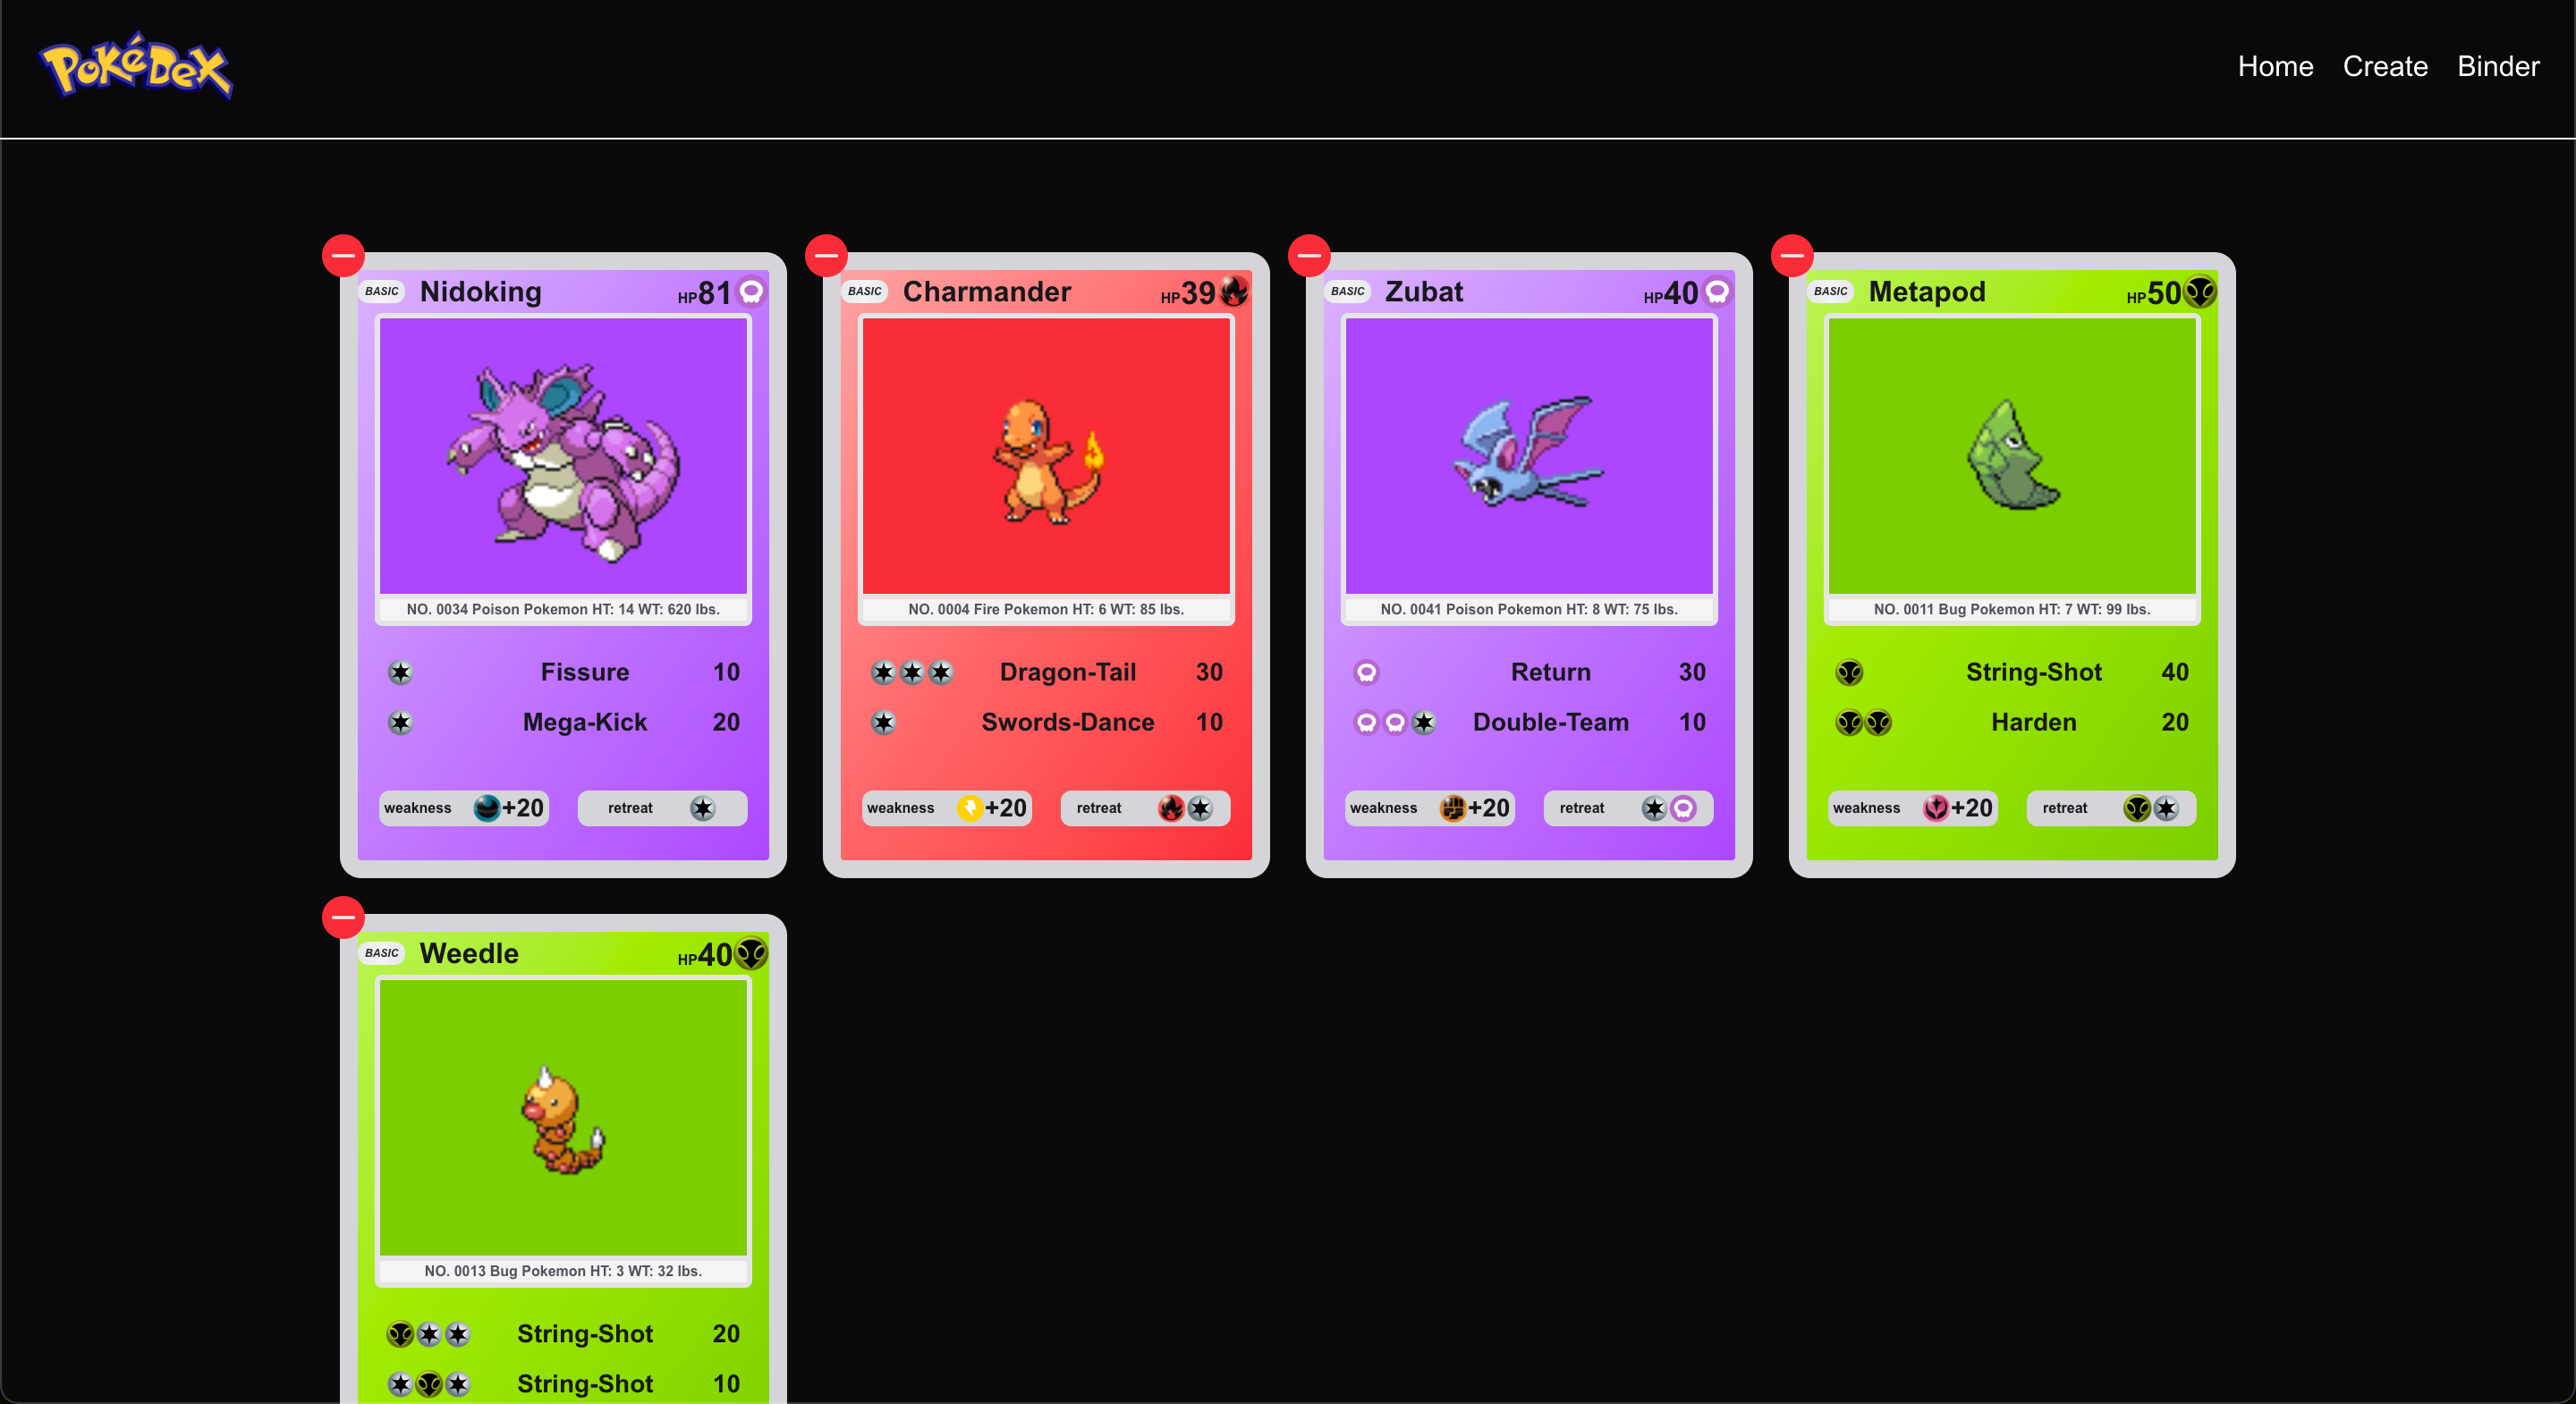 PokéDex
Home Create Binder
BASIC Nidoking HP81
NO. 0034 Poison Pokemon HT: 14 WT: 620 lbs.
Fissure 10
Mega-Kick 20
weakness +20 retreat
BASIC Charmander HP39
NO. 0004 Fire Pokemon HT: 6 WT: 85 lbs.
Dragon-Tail 30
Swords-Dance 10
weakness +20 retreat
BASIC Zubat HP40
NO. 0041 Poison Pokemon HT: 8 WT: 75 lbs.
Return 30
Double-Team 10
weakness +20 retreat
BASIC Metapod HP50
NO. 0011 Bug Pokemon HT: 7 WT: 99 lbs.
String-Shot 40
Harden 20
weakness +20 retreat
BASIC Weedle HP40
NO. 0013 Bug Pokemon HT: 3 WT: 32 lbs.
String-Shot 20
String-Shot 10